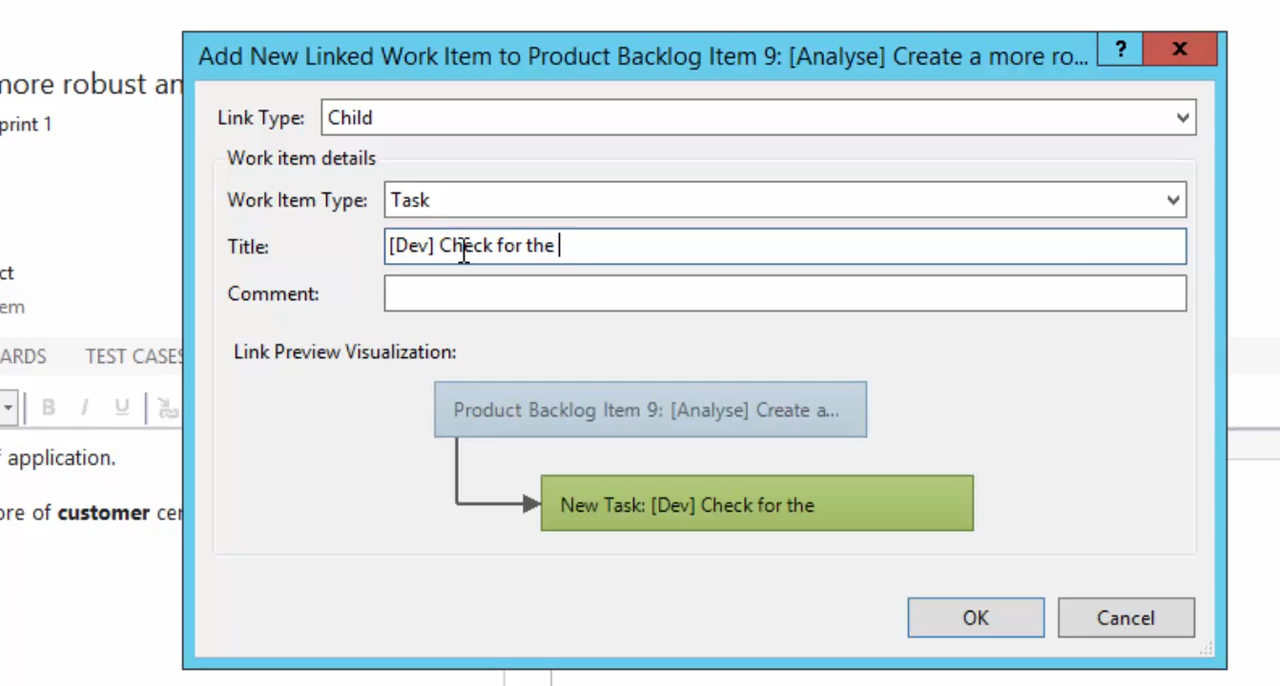 Add New Linked Work Item to Product Backlog Item 9: [Analyse] Create a more ro...
?
X
more robust an
print 1
Link Type:
Child
Work item details
Work Item Type:
Task
Title:
[Dev] Check for the
Comment:
ct
em
ARDS
TEST CASES
Link Preview Visualization:
B I U
Product Backlog Item 9: [Analyse] Create a...
application.
New Task: [Dev] Check for the
ore of customer cer
OK
Cancel